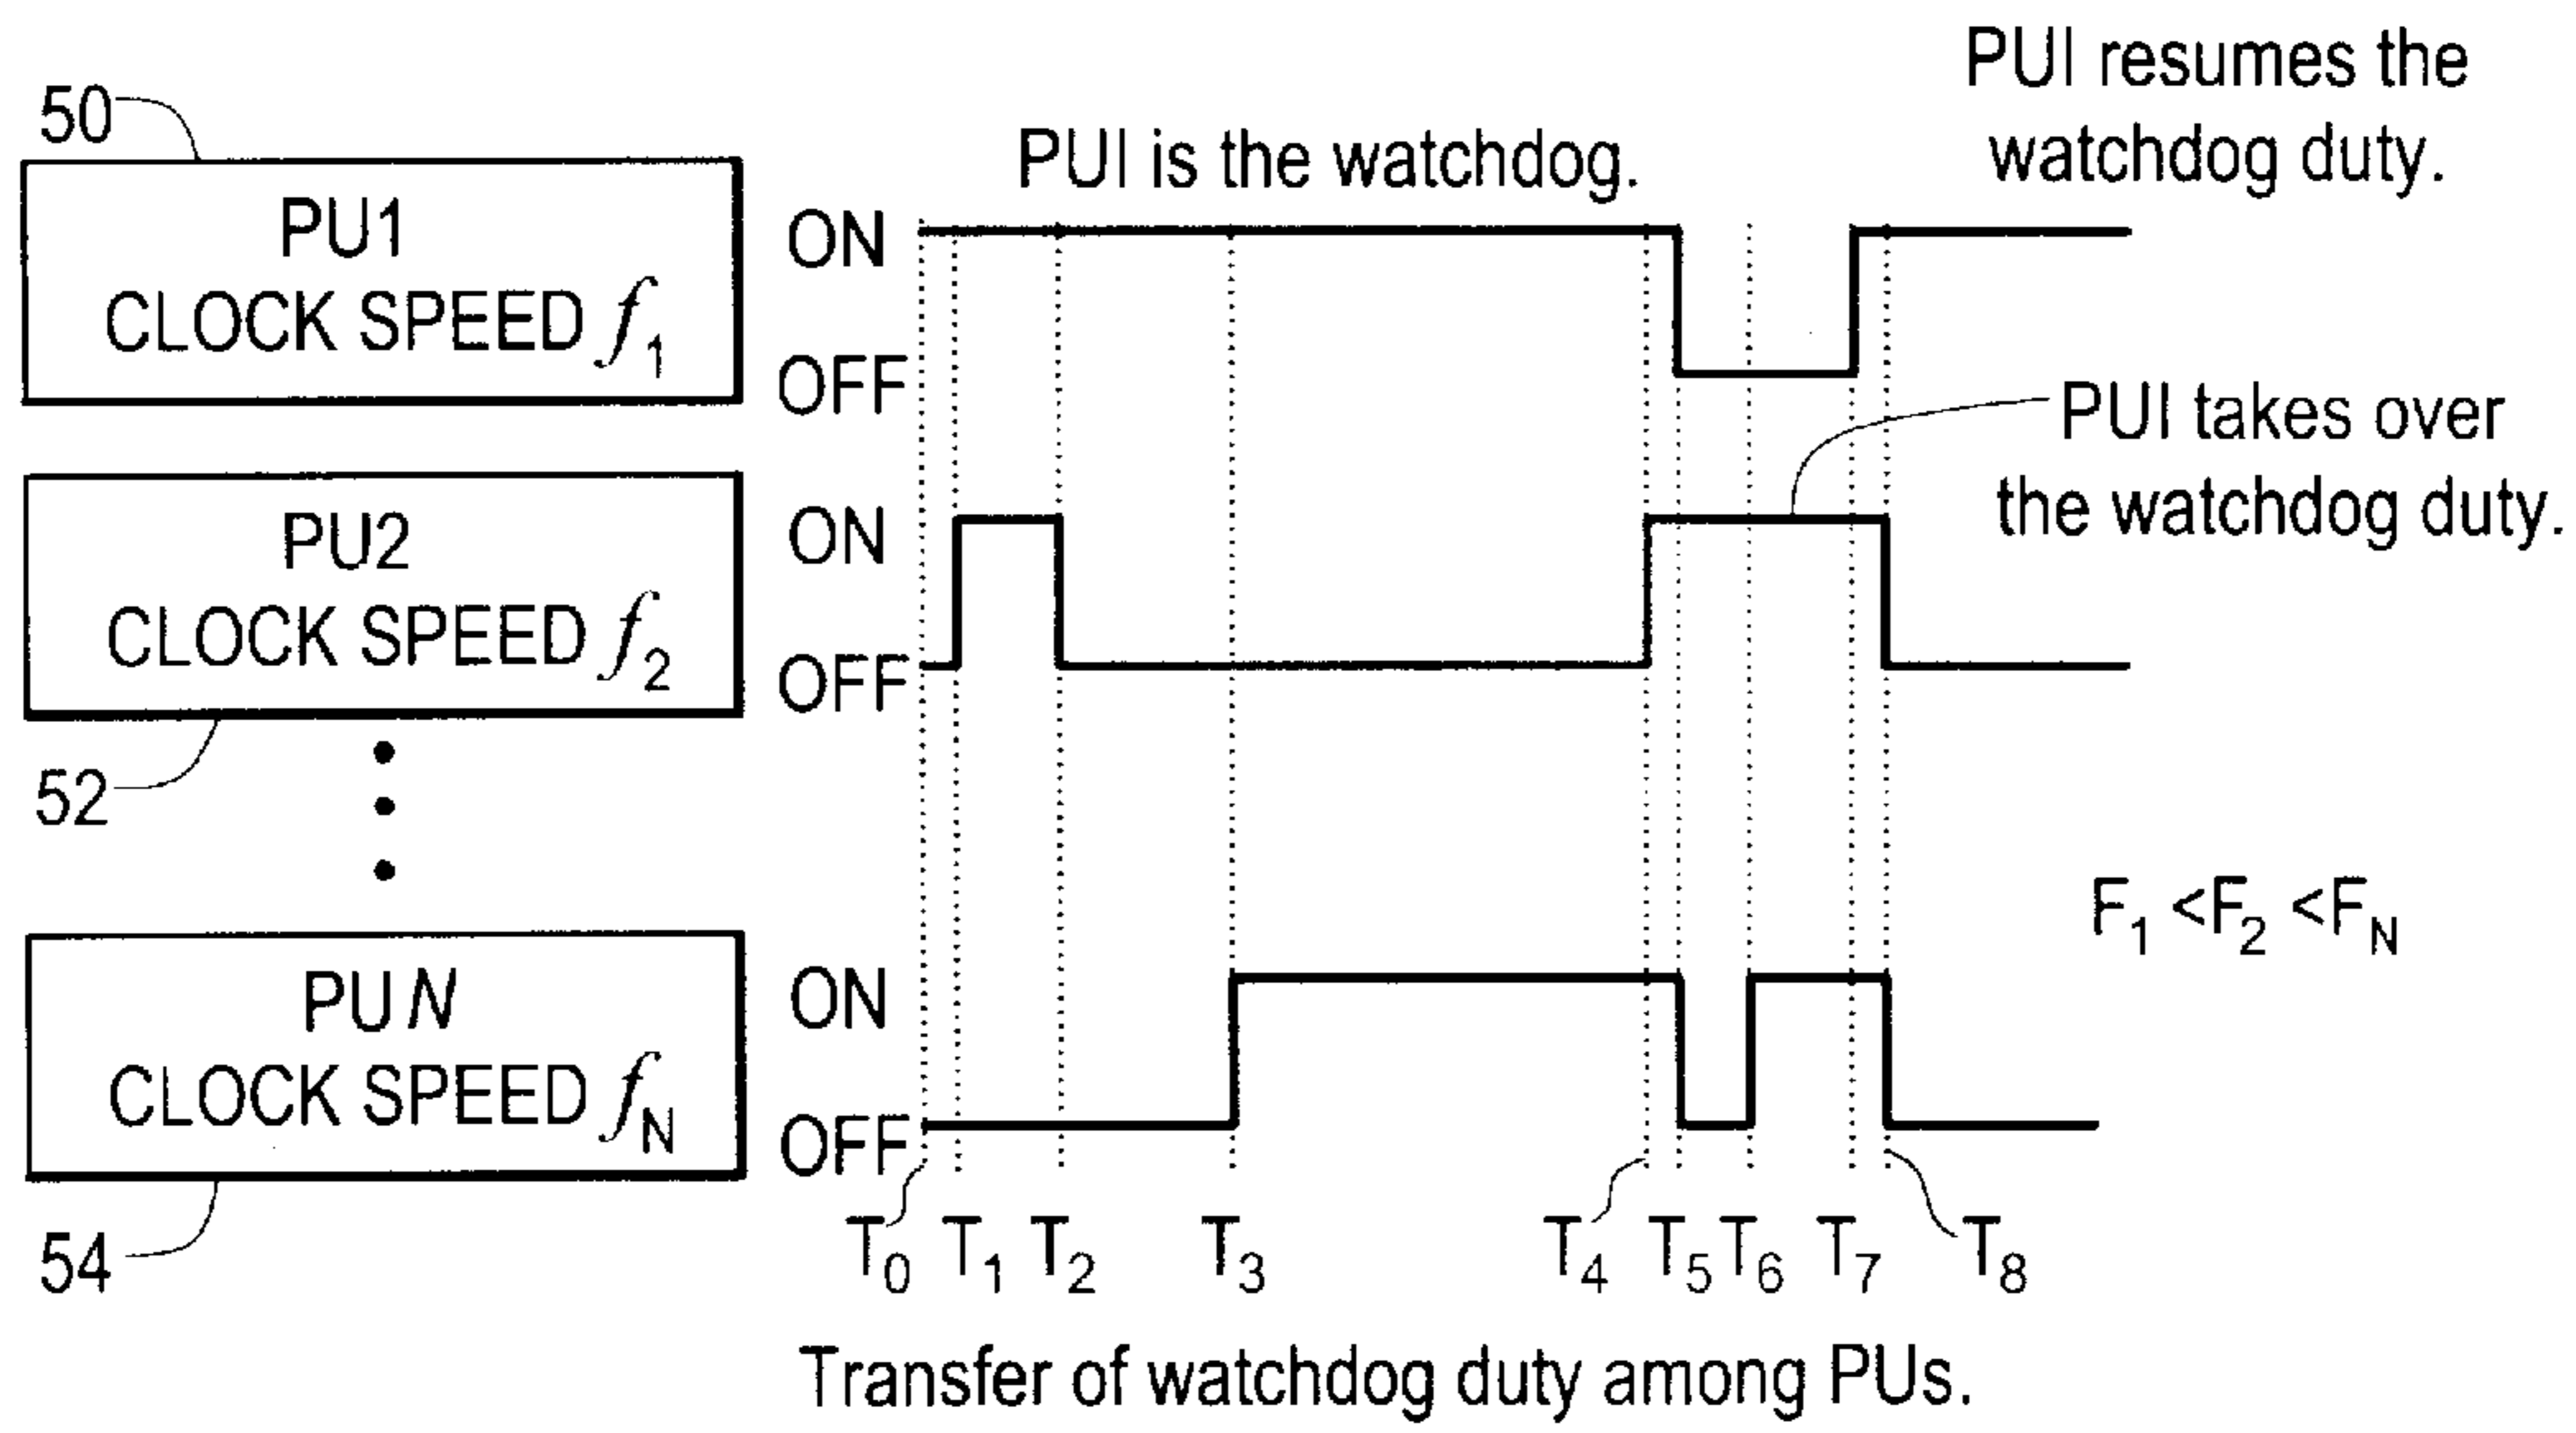 50
PU1
CLOCK SPEED f1
ON
OFF
PUI is the watchdog.
PUI resumes the
watchdog duty.
PU2
CLOCK SPEED f2
52
ON
OFF
PUI takes over
the watchdog duty.
PUN
CLOCK SPEED fN
54
ON
OFF
F1 <F2 <FN
T0 T1 T2 T3 T4 T5 T6 T7 T8
Transfer of watchdog duty among PUs.